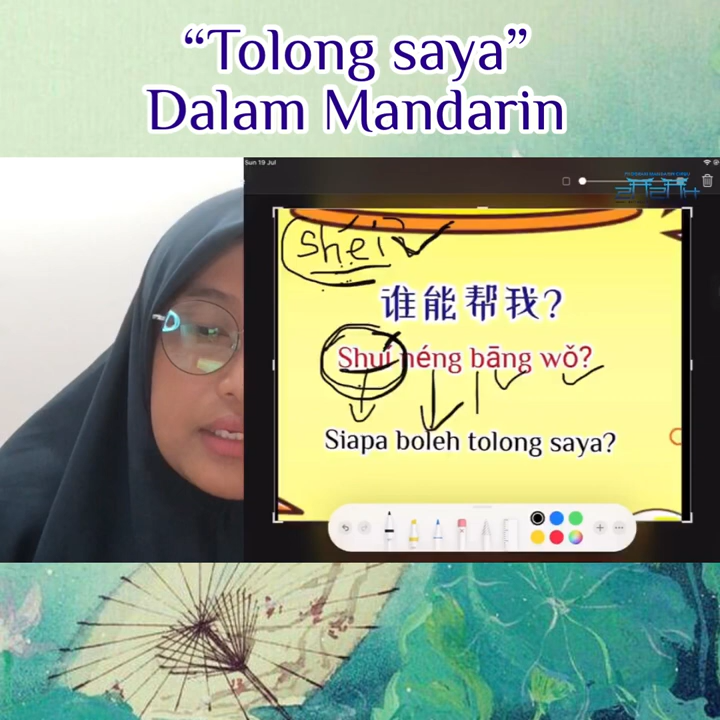 “Tolong saya”
Dalam Mandarin
Sun 19 Jul
shéi
谁能帮我?
Shuí néng bāng wǒ?
Siapa boleh tolong saya?